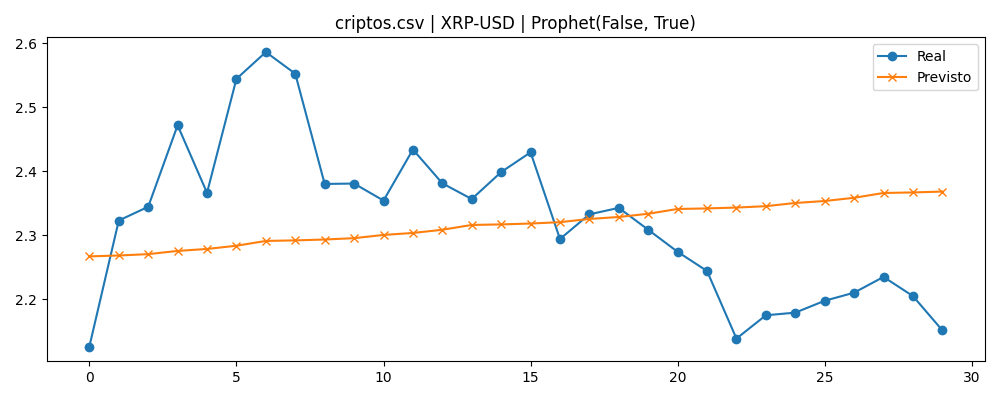 criptos.csv | XRP-USD | Prophet(False, True)
Real
Previsto
2.6
2.5
2.4
2.3
2.2
0 5 10 15 20 25 30